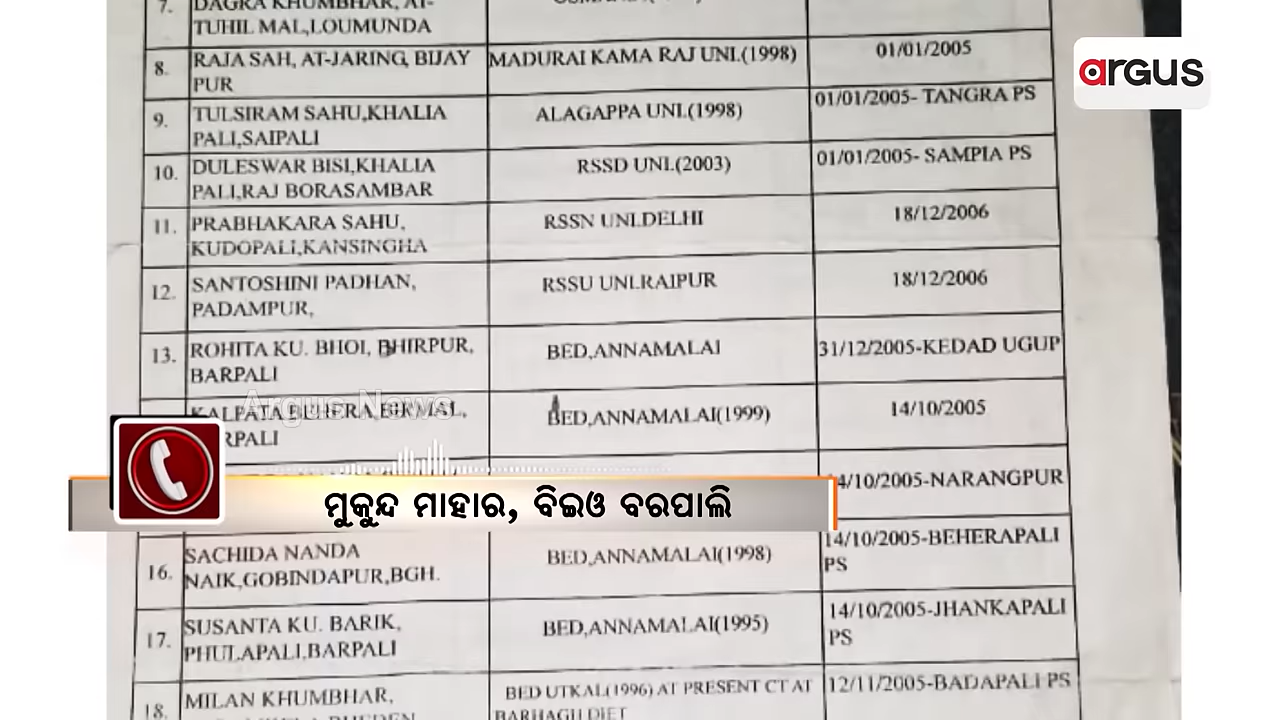 7. DAGRA KHUMBHAR, AT-
TUHIL MAL,LOUMUNDA
8. RAJA SAH, AT-JARING, BIJAY
PUR
MADURAI KAMA RAJ UNI.(1998)
01/01/2005
argus
9. TULSIRAM SAHU,KHALIA
PALI,SAIPALI
ALAGAPPA UNI.(1998)
01/01/2005- TANGRA PS
10. DULESWAR BISI,KHALIA
PALI,RAJ BORASAMBAR
RSSD UNI.(2003)
01/01/2005- SAMPIA PS
11. PRABHAKARA SAHU,
KUDOPALI,KANSINGHA
RSSN UNI.DELHI
18/12/2006
12. SANTOSHINI PADHAN,
PADAMPUR,
RSSU UNI.RAIPUR
18/12/2006
13. ROHITA KU. BHOI, BHIRPUR,
BARPALI
BED,ANNAMALAI
31/12/2005-KEDAD UGUP
BIRMAL,
BED,ANNAMALAI(1999)
14/10/2005
Argus News
14/10/2005-NARANGPUR
ମୁକୁନ୍ଦ ମାହାର, ବିଇଓ ବରପାଲି
16. SACHIDA NANDA
NAIK,GOBINDAPUR,BGH.
BED,ANNAMALAI(1998)
14/10/2005-BEHERAPALI
PS
17. SUSANTA KU. BARIK,
PHULAPALI,BARPALI
BED,ANNAMALAI(1995)
14/10/2005-JHANKAPALI
PS
18. MILAN KHUMBHAR,
BED UTKAL(1996) AT PRESENT CT AT
BARHAGH DIET
12/11/2005-BADAPALI PS